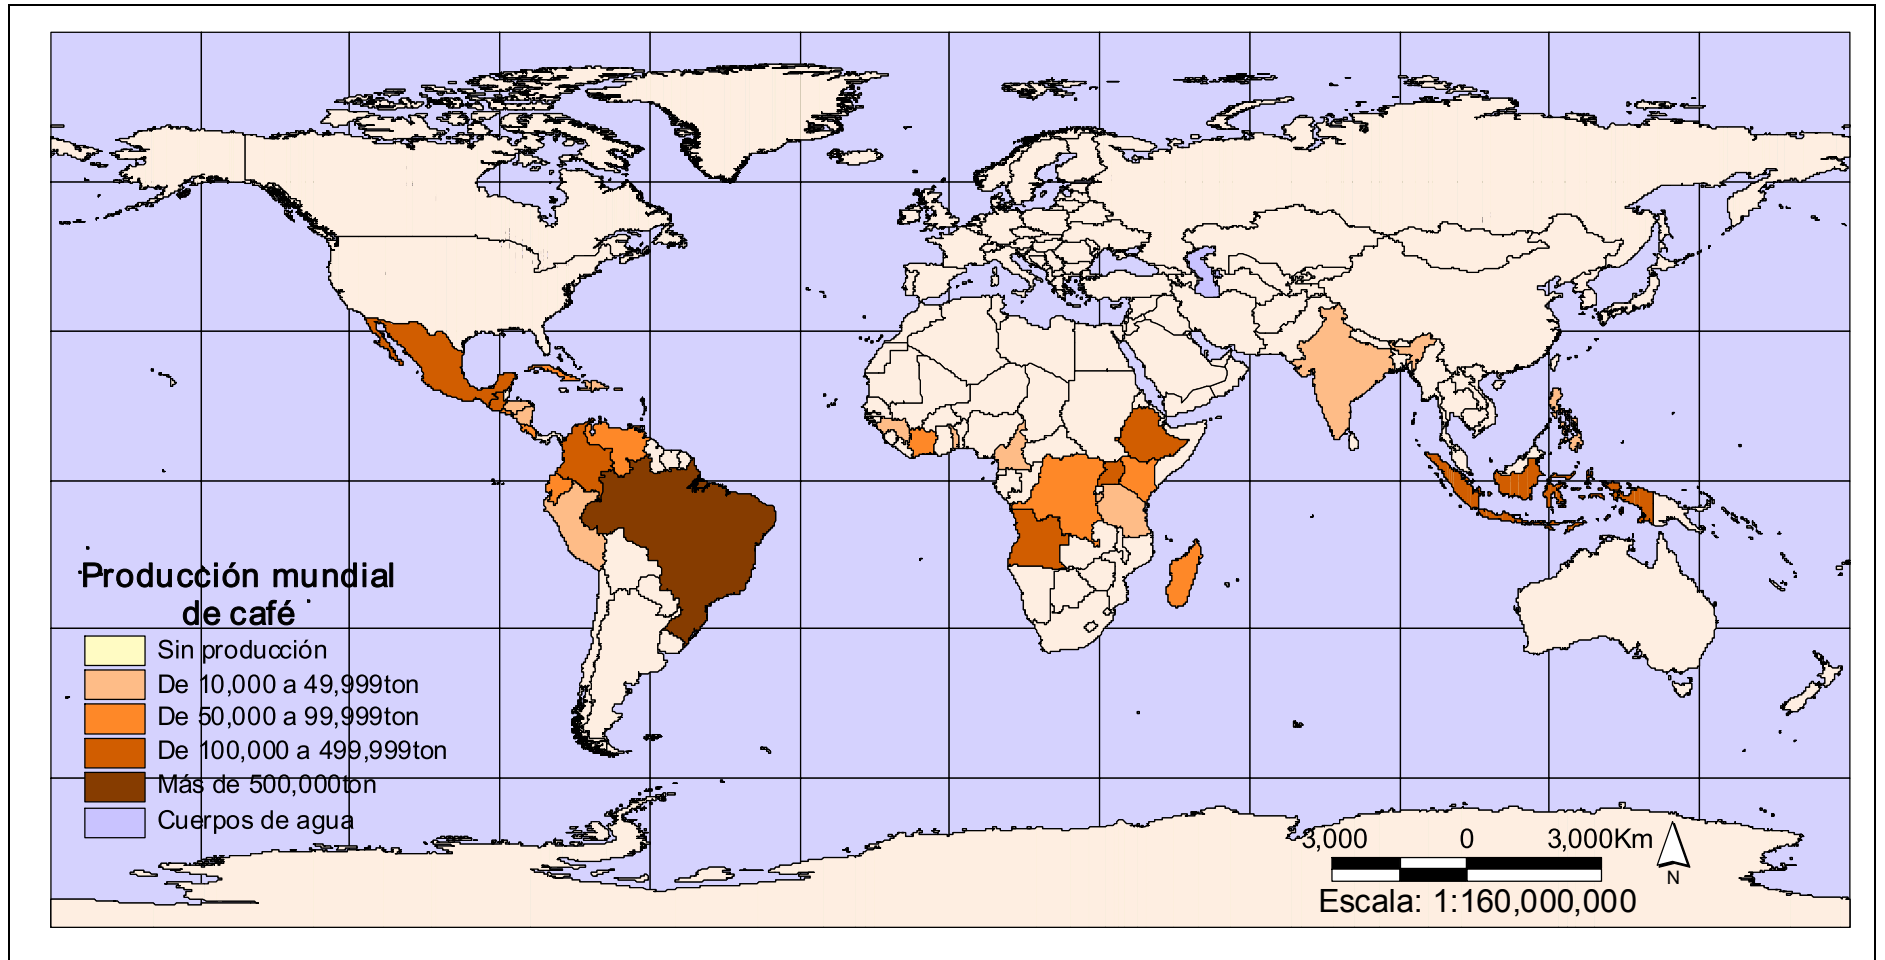 Producción mundial
de café
Sin producción
De 10,000 a 49,999ton
De 50,000 a 99,999ton
De 100,000 a 499,999ton
Más de 500,000ton
Cuerpos de agua
3,000 0 3,000Km
N
Escala: 1:160,000,000